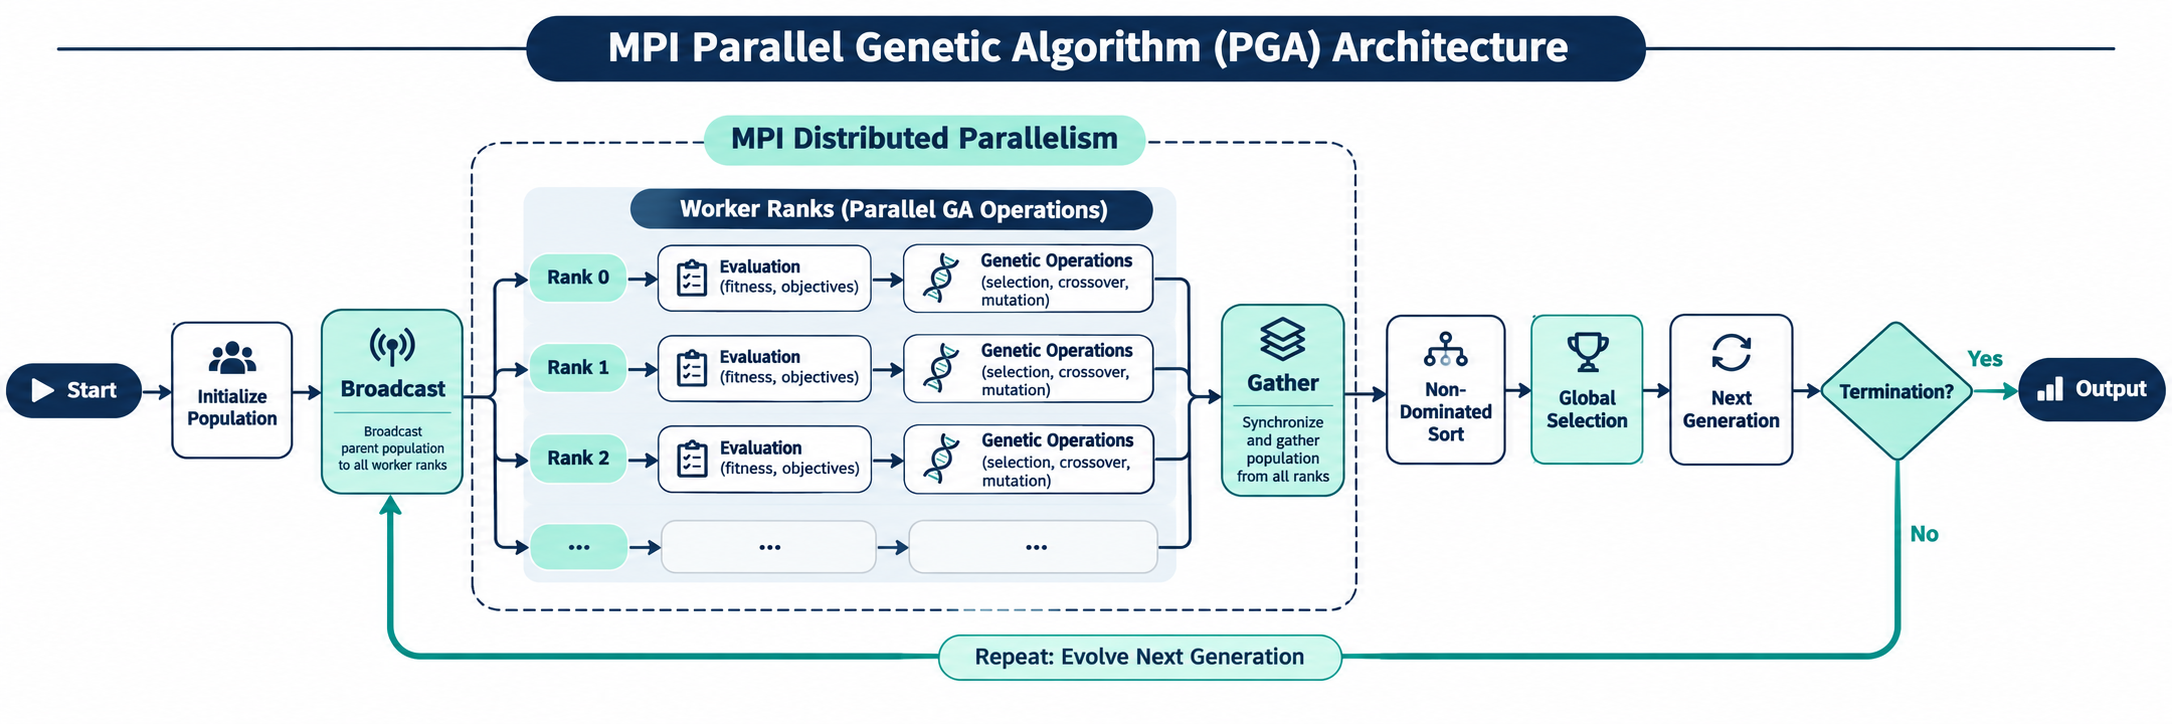 MPI Parallel Genetic Algorithm (PGA) Architecture
MPI Distributed Parallelism
Worker Ranks (Parallel GA Operations)
Start
Initialize
Population
Broadcast
Broadcast
parent population
to all worker ranks
Rank 0
Evaluation
(fitness, objectives)
Genetic Operations
(selection, crossover,
mutation)
Rank 1
Evaluation
(fitness, objectives)
Genetic Operations
(selection, crossover,
mutation)
Rank 2
Evaluation
(fitness, objectives)
Genetic Operations
(selection, crossover,
mutation)
...
...
...
Gather
Synchronize
and gather
population
from all ranks
Non-
Dominated
Sort
Global
Selection
Next
Generation
Termination?
Yes
Output
No
Repeat: Evolve Next Generation